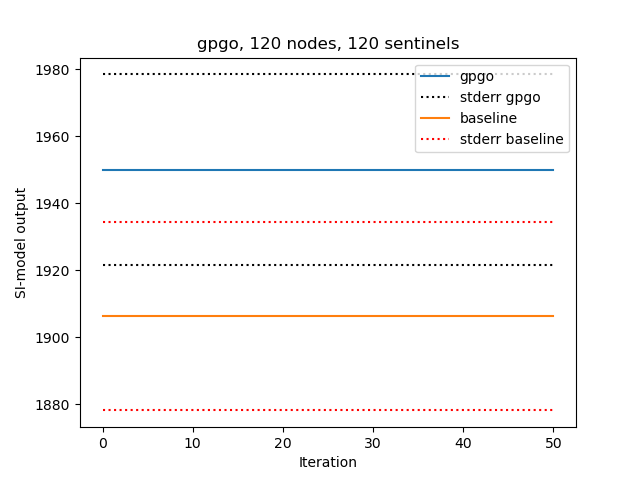 gpgo, 120 nodes, 120 sentinels
1980
1960
1940
1920
1900
1880
SI-model output
gpgo
stderr gpgo
baseline
stderr baseline
0
10
20
30
40
50
Iteration